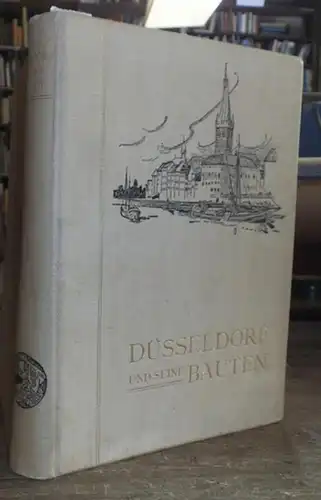 DÜSSELDORF
UND SEINE BAUTEN